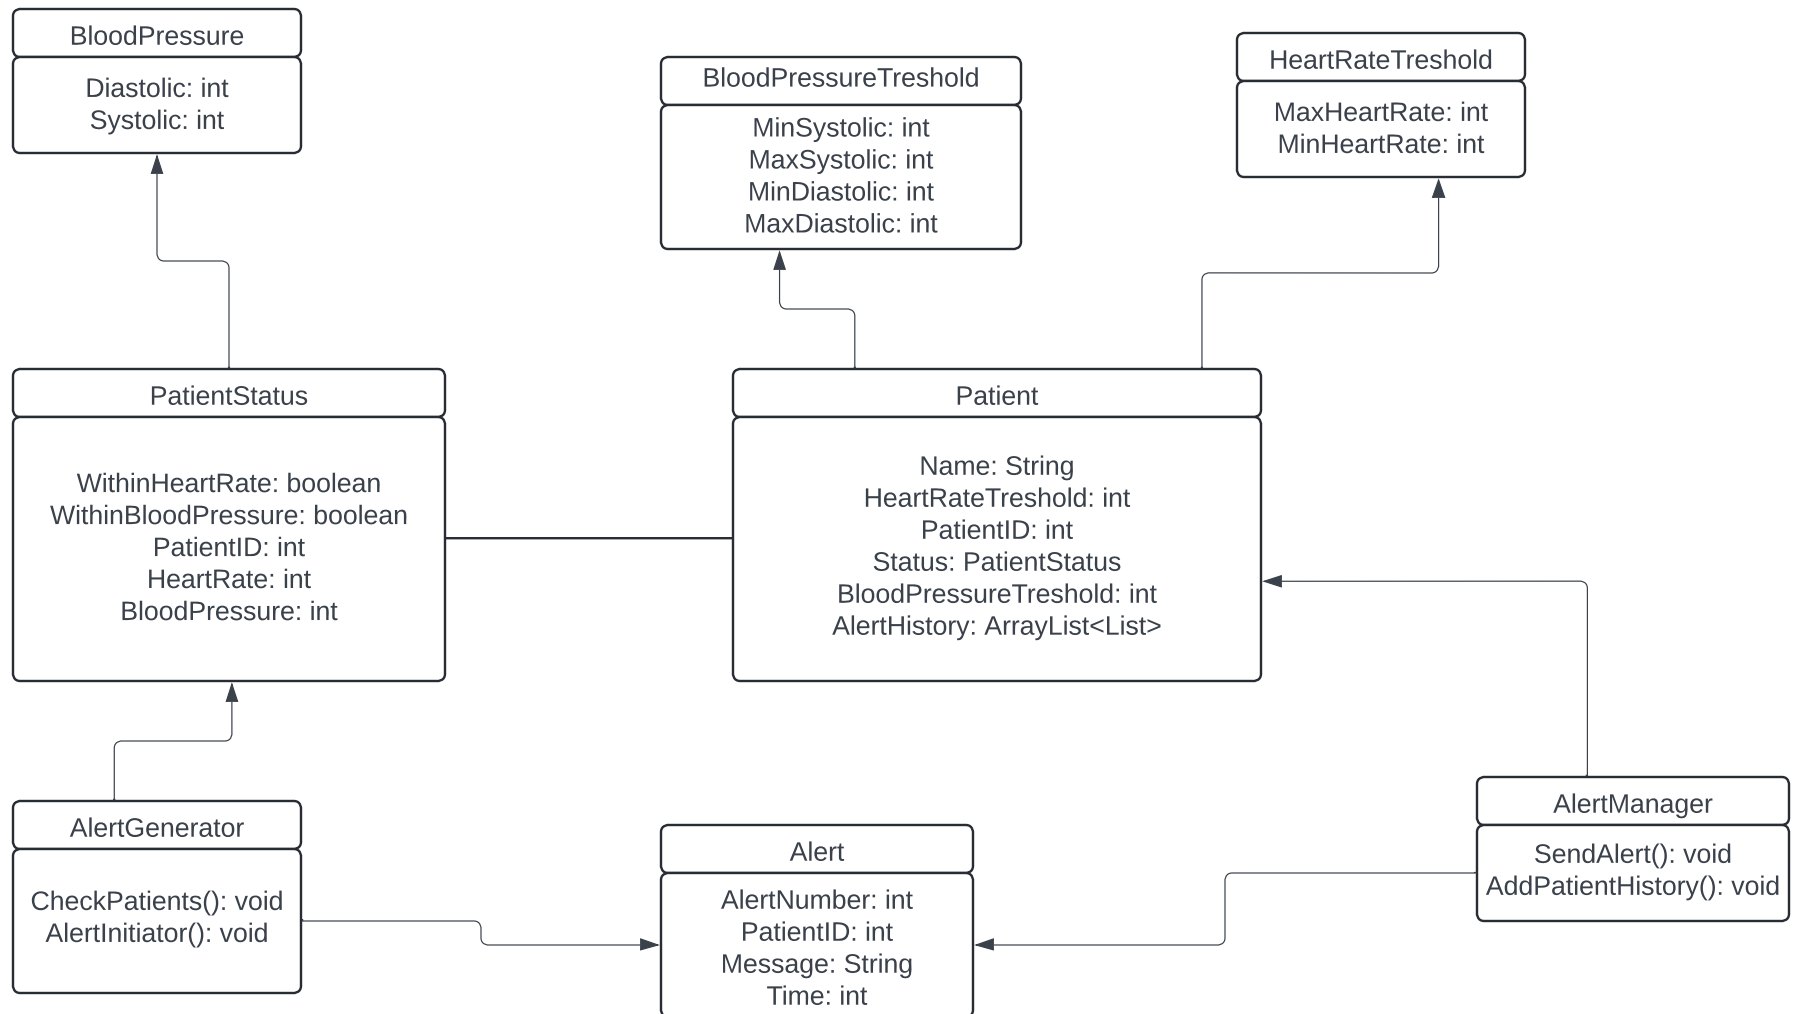 BloodPressure
Diastolic: int
Systolic: int
BloodPressureTreshold
MinSystolic: int
MaxSystolic: int
MinDiastolic: int
MaxDiastolic: int
HeartRateTreshold
MaxHeartRate: int
MinHeartRate: int
PatientStatus
WithinHeartRate: boolean
WithinBloodPressure: boolean
PatientID: int
HeartRate: int
BloodPressure: int
Patient
Name: String
HeartRateTreshold: int
PatientID: int
Status: PatientStatus
BloodPressureTreshold: int
AlertHistory: ArrayList<List>
AlertGenerator
CheckPatients(): void
AlertInitiator(): void
Alert
AlertNumber: int
PatientID: int
Message: String
Time: int
AlertManager
SendAlert(): void
AddPatientHistory(): void